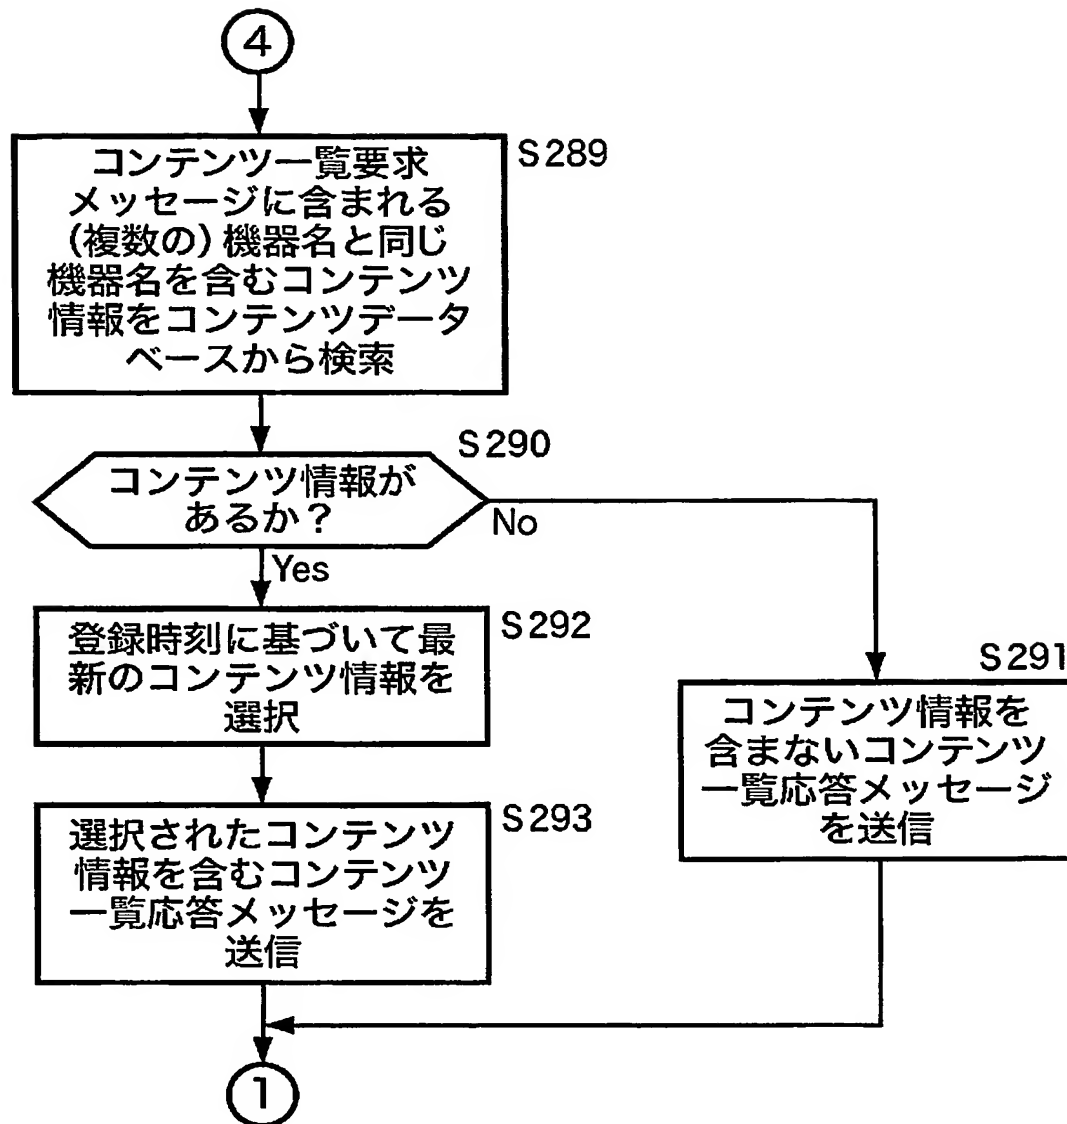 4
S289
コンテンツ一覧要求
メッセージに含まれる
(複数の)機器名と同じ
機器名を含むコンテンツ
情報をコンテンツデータ
ベースから検索
S290
コンテンツ情報が
あるか？
No
Yes
S292
登録時刻に基づいて最
新のコンテンツ情報を
選択
S291
コンテンツ情報を
含まないコンテンツ
一覧応答メッセージ
を送信
S293
選択されたコンテンツ
情報を含むコンテンツ
一覧応答メッセージを
送信
1